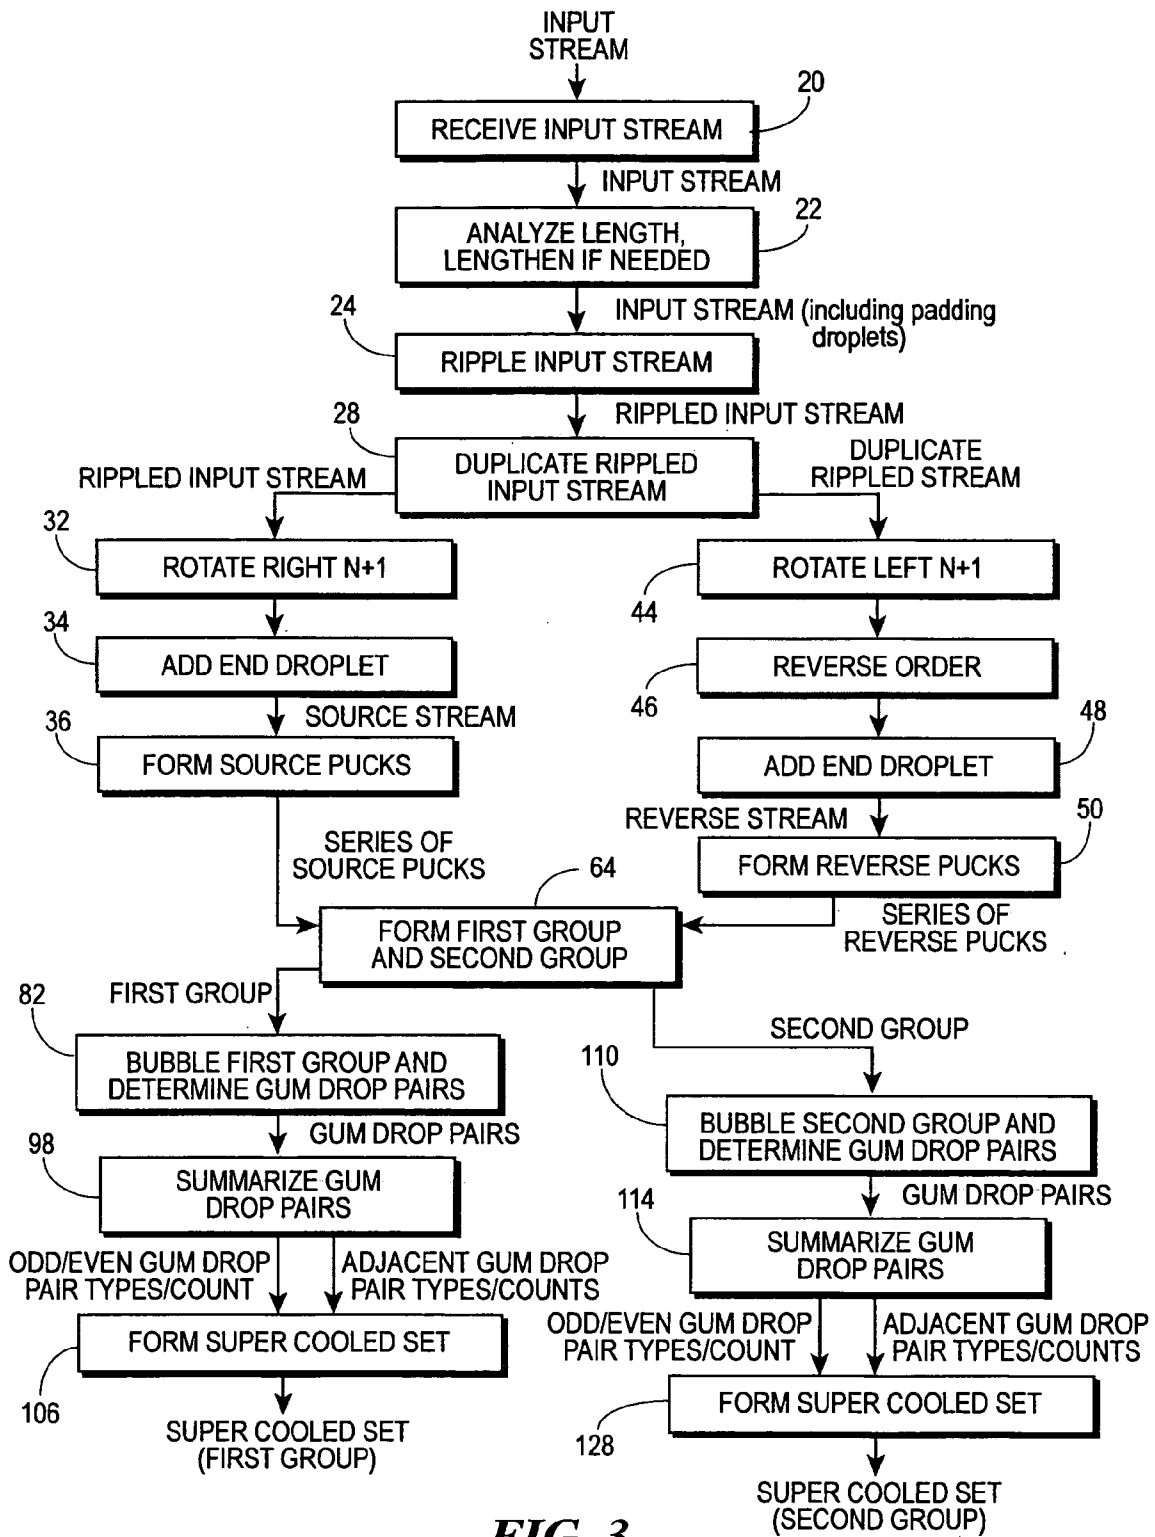 INPUT
STREAM
20
RECEIVE INPUT STREAM
INPUT STREAM
22
ANALYZE LENGTH,
LENGTHEN IF NEEDED
24
INPUT STREAM (including padding
droplets)
RIPPLE INPUT STREAM
28
RIPPLED INPUT STREAM
DUPLICATE RIPPLED
INPUT STREAM
RIPPLED INPUT STREAM
DUPLICATE
RIPPLED STREAM
32
ROTATE RIGHT N+1
44
ROTATE LEFT N+1
34
ADD END DROPLET
46
REVERSE ORDER
SOURCE STREAM
36
FORM SOURCE PUCKS
48
ADD END DROPLET
REVERSE STREAM
50
FORM REVERSE PUCKS
SERIES OF
SOURCE PUCKS
SERIES OF
REVERSE PUCKS
64
FORM FIRST GROUP
AND SECOND GROUP
82
FIRST GROUP
BUBBLE FIRST GROUP AND
DETERMINE GUM DROP PAIRS
SECOND GROUP
110
BUBBLE SECOND GROUP AND
DETERMINE GUM DROP PAIRS
GUM DROP PAIRS
98
SUMMARIZE GUM
DROP PAIRS
GUM DROP PAIRS
114
SUMMARIZE GUM
DROP PAIRS
ODD/EVEN GUM DROP
PAIR TYPES/COUNT
ADJACENT GUM DROP
PAIR TYPES/COUNTS
FORM SUPER COOLED SET
106
ODD/EVEN GUM DROP
PAIR TYPES/COUNT
ADJACENT GUM DROP
PAIR TYPES/COUNTS
FORM SUPER COOLED SET
128
SUPER COOLED SET
(FIRST GROUP)
SUPER COOLED SET
(SECOND GROUP)
FIG. 3